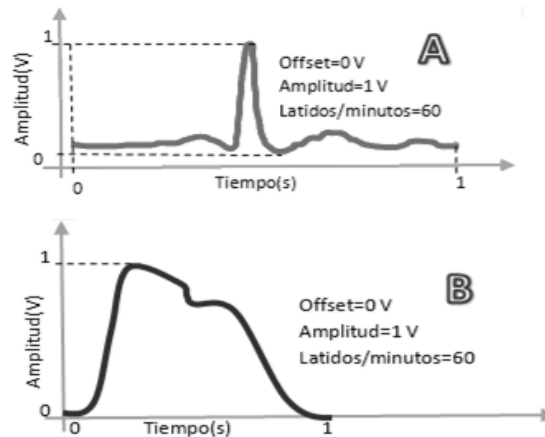 A
1
Amplitud(V)
Offset=0 V
Amplitud=1 V
Latidos/minutos=60
0
0
Tiempo(s)
1
B
1
Amplitud(V)
Offset=0 V
Amplitud=1 V
Latidos/minutos=60
0
0
Tiempo(s)
1